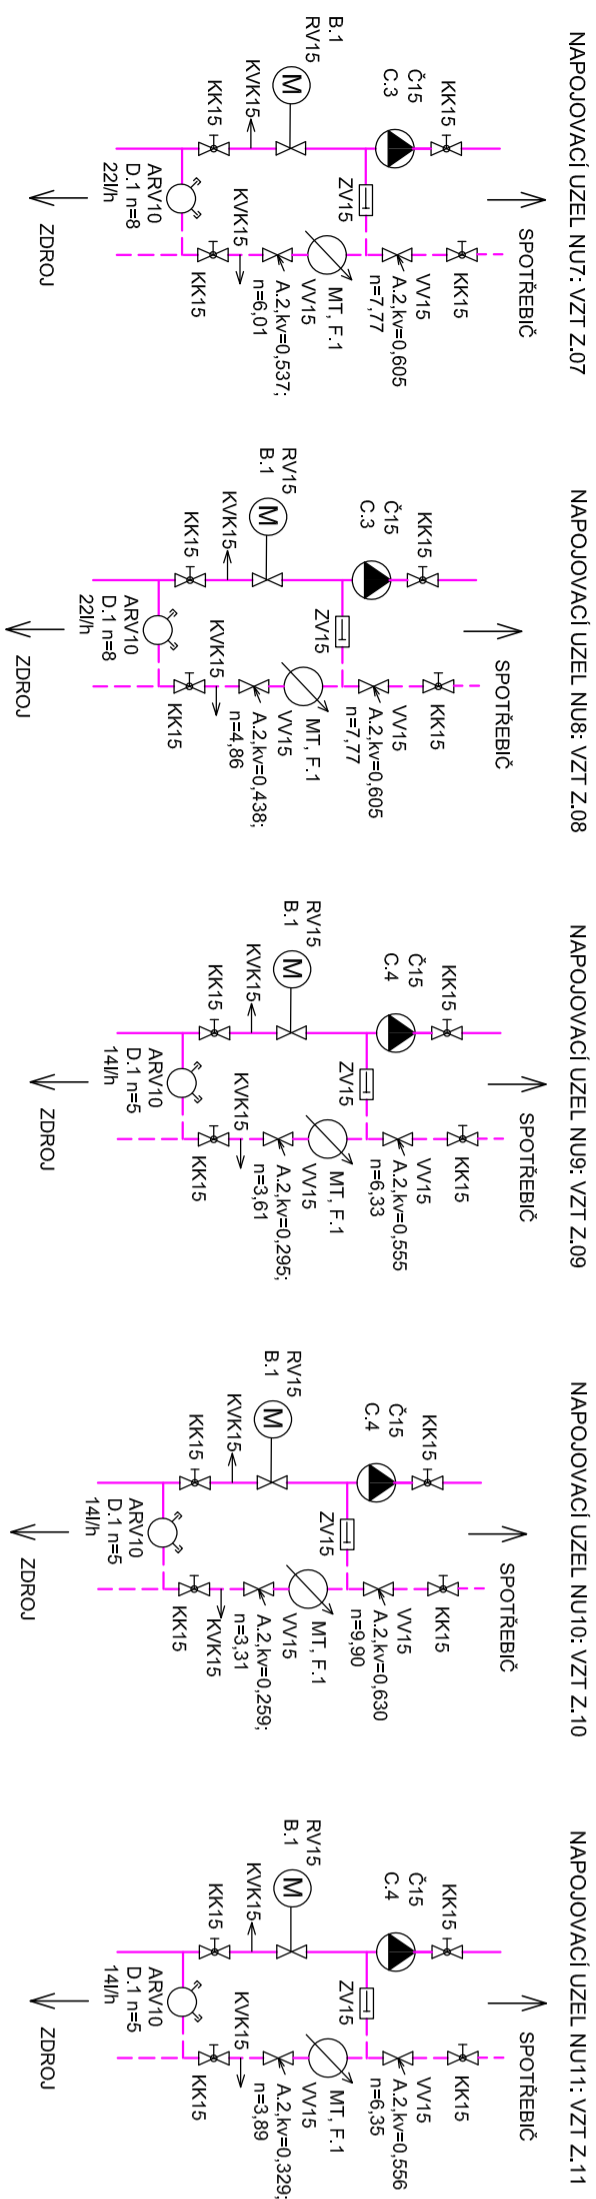 NAPOJOVACÍ UZEL NU7: VZT Z.07
SPOTŘEBIČ
KK15
KK15
Č15
C.3
VV15
A.2,kv=0,605
n=7,77
ZV15
B.1
RV15
M
MT, F.1
VV15
A.2,kv=0,537;
n=6,01
KVK15
KVK15
KK15
KK15
ARV10
D.1 n=8
22l/h
ZDROJ
NAPOJOVACÍ UZEL NU8: VZT Z.08
SPOTŘEBIČ
KK15
KK15
Č15
C.3
VV15
A.2,kv=0,605
n=7,77
ZV15
RV15
B.1
M
MT, F.1
VV15
A.2,kv=0,438;
n=4,86
KVK15
KVK15
KK15
KK15
ARV10
D.1 n=8
22l/h
ZDROJ
NAPOJOVACÍ UZEL NU9: VZT Z.09
SPOTŘEBIČ
KK15
KK15
Č15
C.4
VV15
A.2,kv=0,555
n=6,33
ZV15
RV15
B.1
M
MT, F.1
VV15
A.2,kv=0,295;
n=3,61
KVK15
KVK15
KK15
KK15
ARV10
D.1 n=5
14l/h
ZDROJ
NAPOJOVACÍ UZEL NU10: VZT Z.10
SPOTŘEBIČ
KK15
KK15
Č15
C.4
VV15
A.2,kv=0,630
n=9,90
ZV15
RV15
B.1
M
MT, F.1
VV15
A.2,kv=0,259;
n=3,31
KVK15
KVK15
KK15
KK15
ARV10
D.1 n=5
14l/h
ZDROJ
NAPOJOVACÍ UZEL NU11: VZT Z.11
SPOTŘEBIČ
KK15
KK15
Č15
C.4
VV15
A.2,kv=0,556
n=6,35
ZV15
RV15
B.1
M
MT, F.1
VV15
A.2,kv=0,329;
n=3,89
KVK15
KVK15
KK15
KK15
ARV10
D.1 n=5
14l/h
ZDROJ